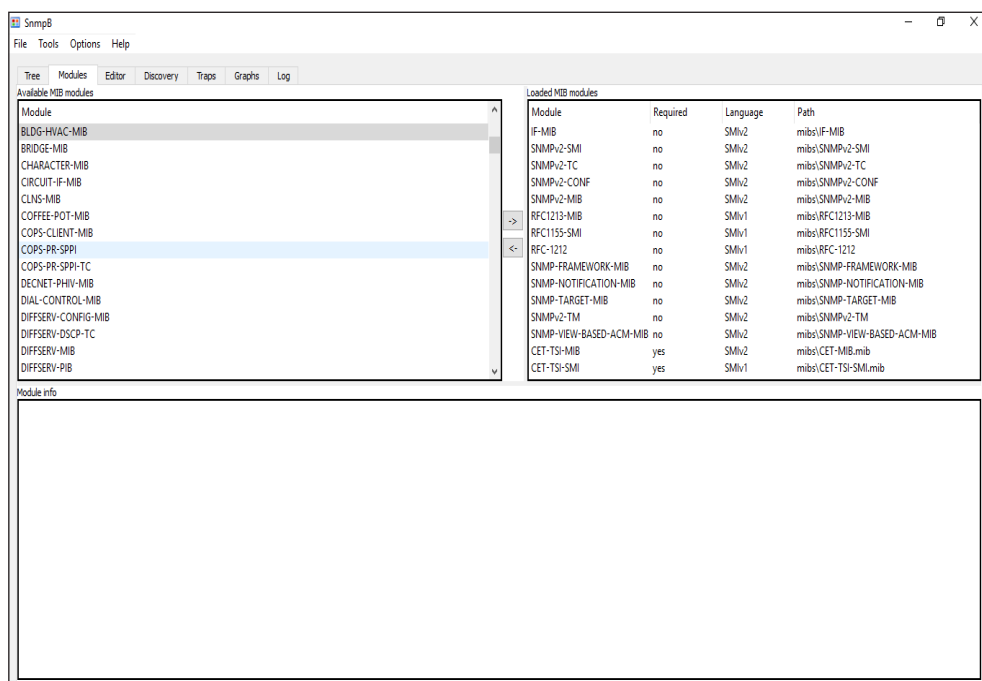 SnmpB
File Tools Options Help
Tree Modules Editor Discovery Traps Graphs Log
Available MIB modules
Module
BLDG-HVAC-MIB
BRIDGE-MIB
CHARACTER-MIB
CIRCUIT-IF-MIB
CLNS-MIB
COFFEE-POT-MIB
COPS-CLIENT-MIB
COPS-PR-SPPI
COPS-PR-SPPI-TC
DECNET-PHIV-MIB
DIAL-CONTROL-MIB
DIFFSERV-CONFIG-MIB
DIFFSERV-DSCP-TC
DIFFSERV-MIB
DIFFSERV-PIB
->
<-
Loaded MIB modules
Module Required Language Path
IF-MIB no SMIv2 mibs\IF-MIB
SNMPv2-SMI no SMIv2 mibs\SNMPv2-SMI
SNMPv2-TC no SMIv2 mibs\SNMPv2-TC
SNMPv2-CONF no SMIv2 mibs\SNMPv2-CONF
SNMPv2-MIB no SMIv2 mibs\SNMPv2-MIB
RFC1213-MIB no SMIv1 mibs\RFC1213-MIB
RFC1155-SMI no SMIv1 mibs\RFC1155-SMI
RFC-1212 no SMIv1 mibs\RFC-1212
SNMP-FRAMEWORK-MIB no SMIv2 mibs\SNMP-FRAMEWORK-MIB
SNMP-NOTIFICATION-MIB no SMIv2 mibs\SNMP-NOTIFICATION-MIB
SNMP-TARGET-MIB no SMIv2 mibs\SNMP-TARGET-MIB
SNMPv2-TM no SMIv2 mibs\SNMPv2-TM
SNMP-VIEW-BASED-ACM-MIB no SMIv2 mibs\SNMP-VIEW-BASED-ACM-MIB
CET-TSI-MIB yes SMIv2 mibs\CET-MIB.mib
CET-TSI-SMI yes SMIv1 mibs\CET-TSI-SMI.mib
Module info